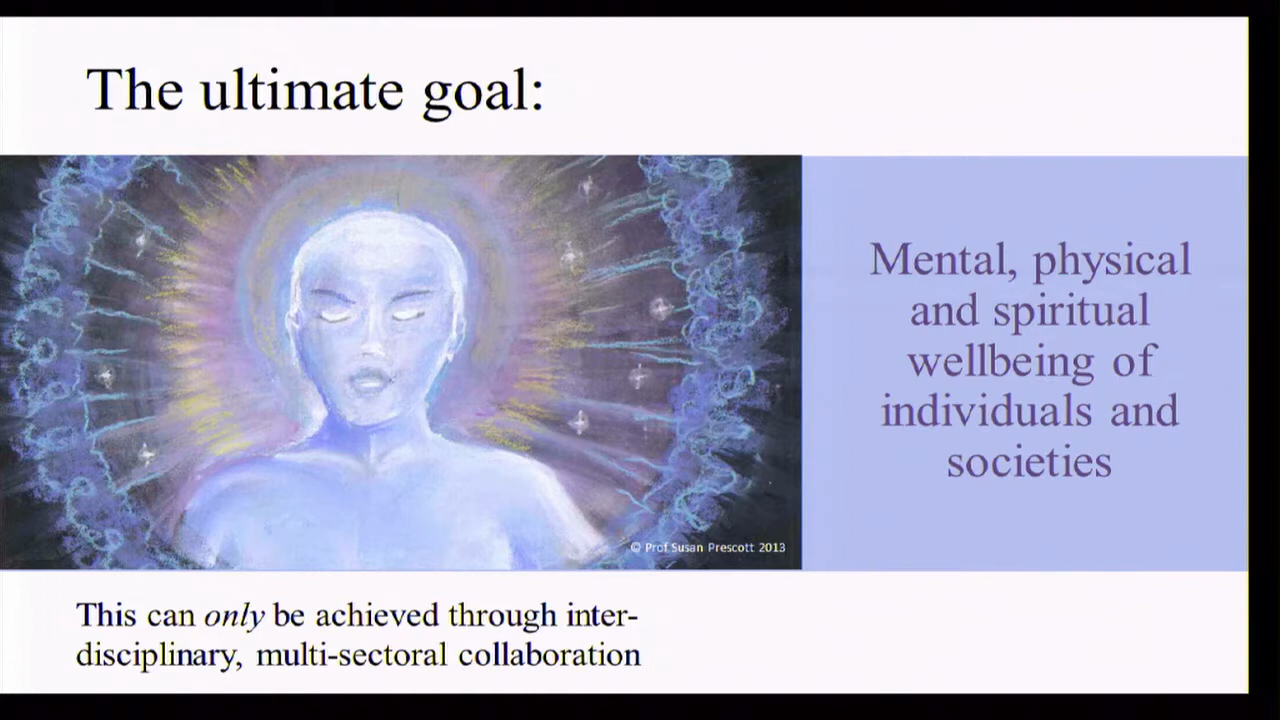 The ultimate goal:
Mental, physical
and spiritual
wellbeing of
individuals and
societies
© Prof Susan Prescott 2013
This can only be achieved through inter-
disciplinary, multi-sectoral collaboration